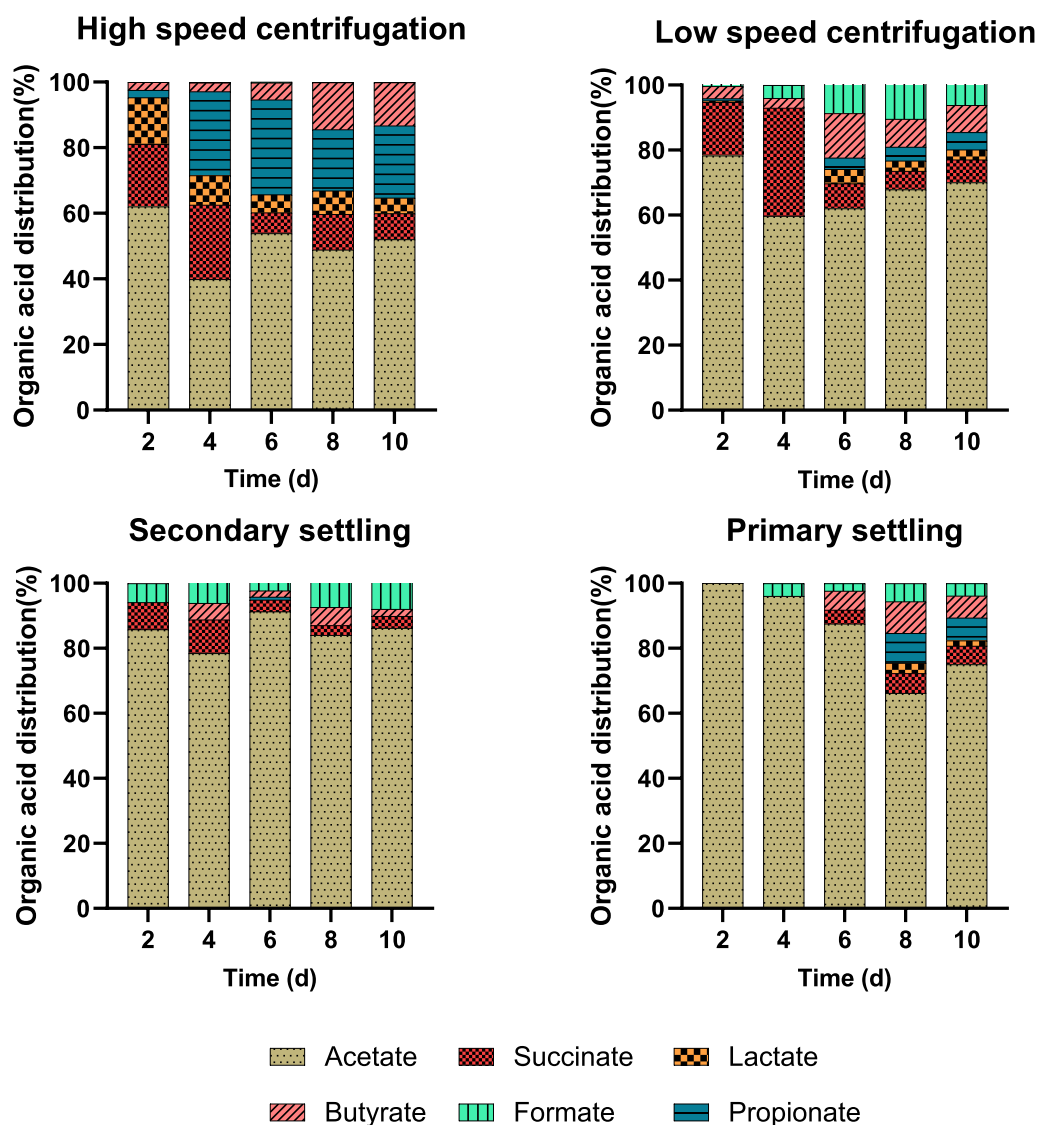 High speed centrifugation
Organic acid distribution(%)
100
80
60
40
20
0
2 4 6 8 10
Time (d)
Low speed centrifugation
Organic acid distribution(%)
100
80
60
40
20
0
2 4 6 8 10
Time (d)
Secondary settling
Organic acid distribution(%)
100
80
60
40
20
0
2 4 6 8 10
Time (d)
Primary settling
Organic acid distribution(%)
100
80
60
40
20
0
2 4 6 8 10
Time (d)
Acetate Succinate Lactate
Butyrate Formate Propionate